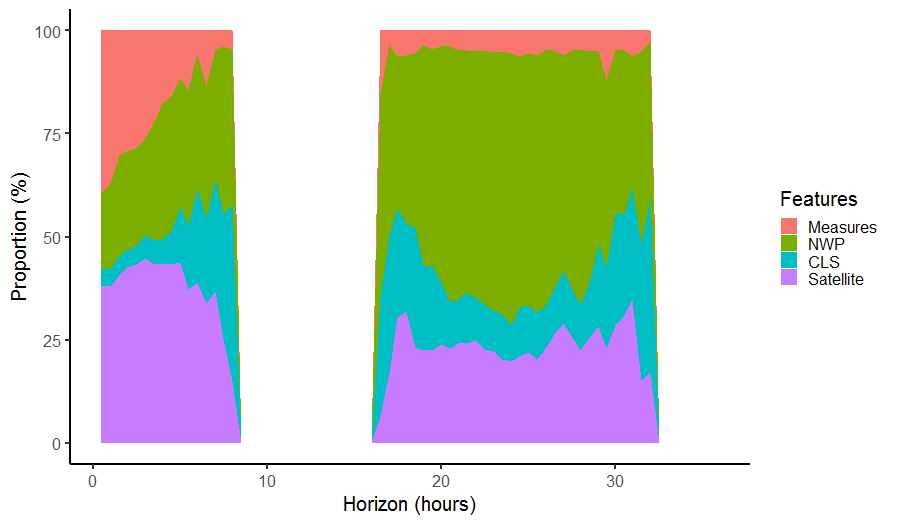 100
75
50
25
0
Proportion (%)
0
10
20
30
Horizon (hours)
Features
Measures
NWP
CLS
Satellite